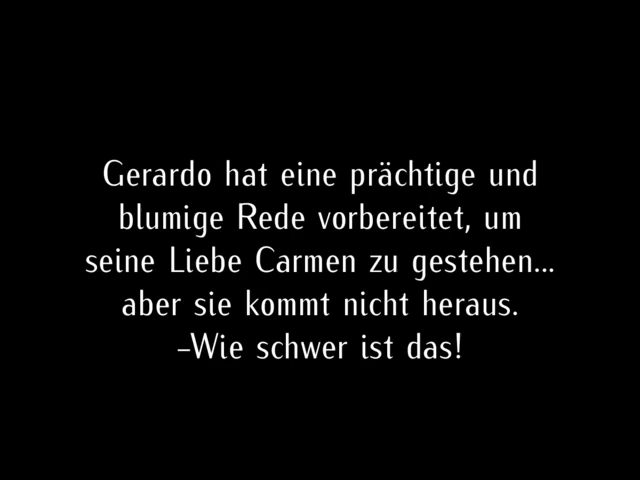 Gerardo hat eine prächtige und
blumige Rede vorbereitet, um
seine Liebe Carmen zu gestehen...
aber sie kommt nicht heraus.
–Wie schwer ist das!